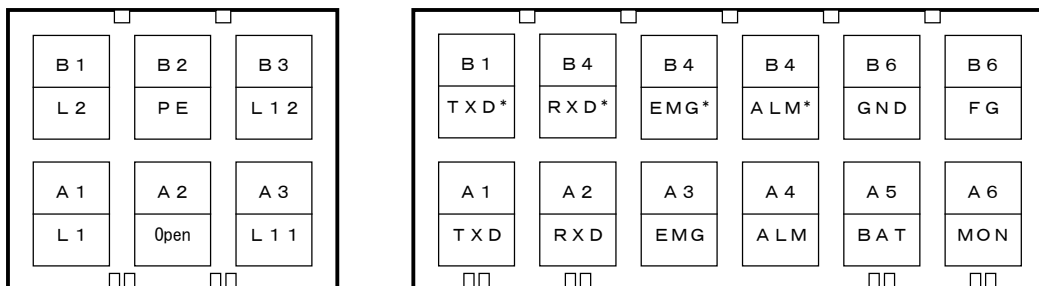 B1 B2 B3
L2 PE L12
A1 A2 A3
L1 Open L11
B1 B4 B4 B4 B6 B6
TXD* RXD* EMG* ALM* GND FG
A1 A2 A3 A4 A5 A6
TXD RXD EMG ALM BAT MON